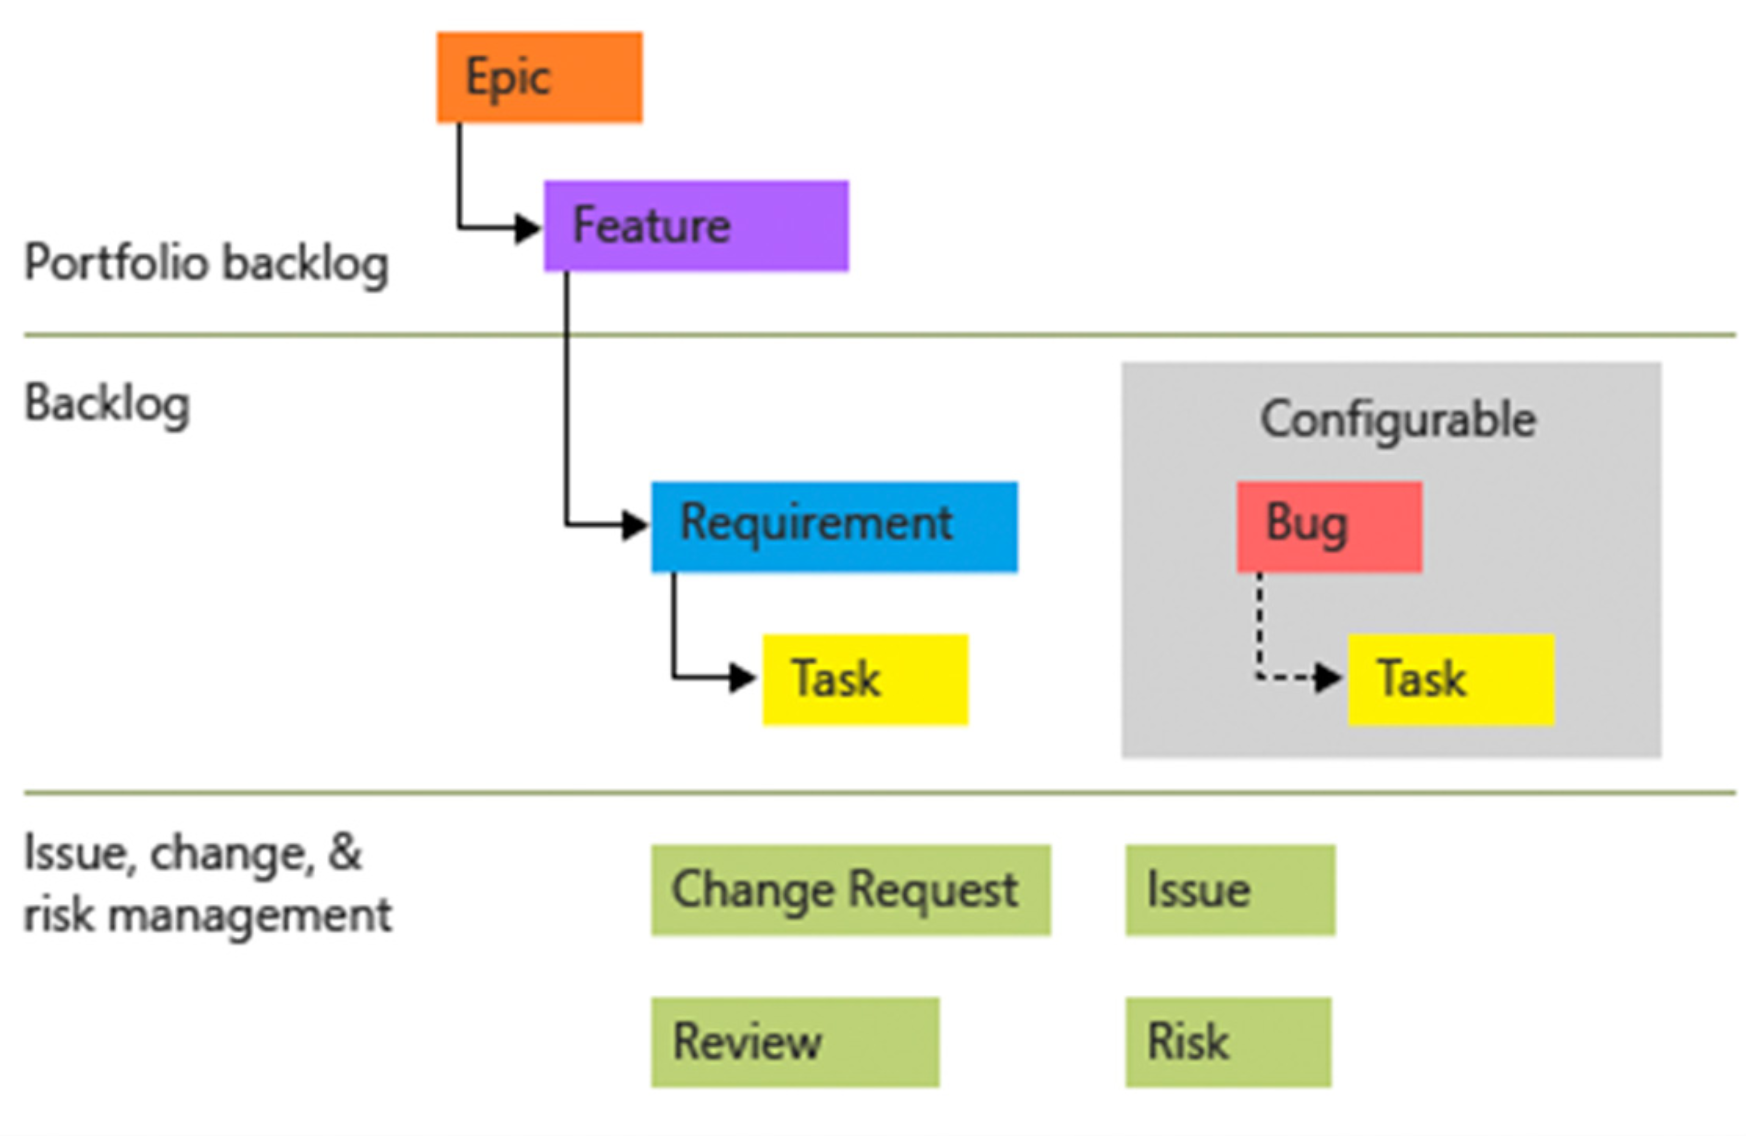 Epic
Feature
Portfolio backlog
Backlog
Configurable
Requirement
Bug
Task
Task
Issue, change, &
risk management
Change Request
Issue
Review
Risk